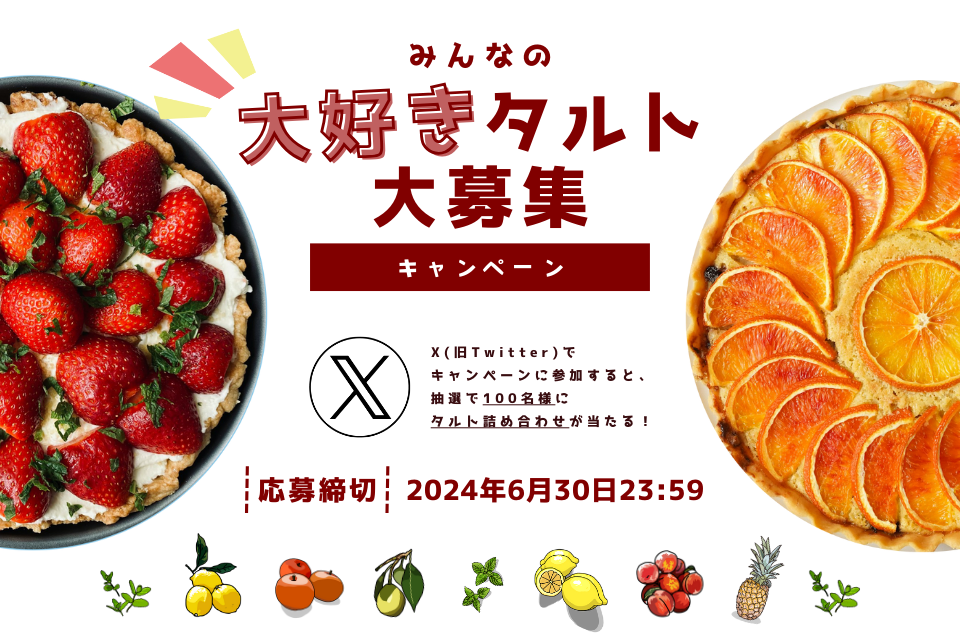 みんなの
大好きタルト
大募集
キャンペーン
X(旧Twitter)で
キャンペーンに参加すると、
抽選で100名様に
タルト詰め合わせが当たる！
応募締切 2024年6月30日23:59